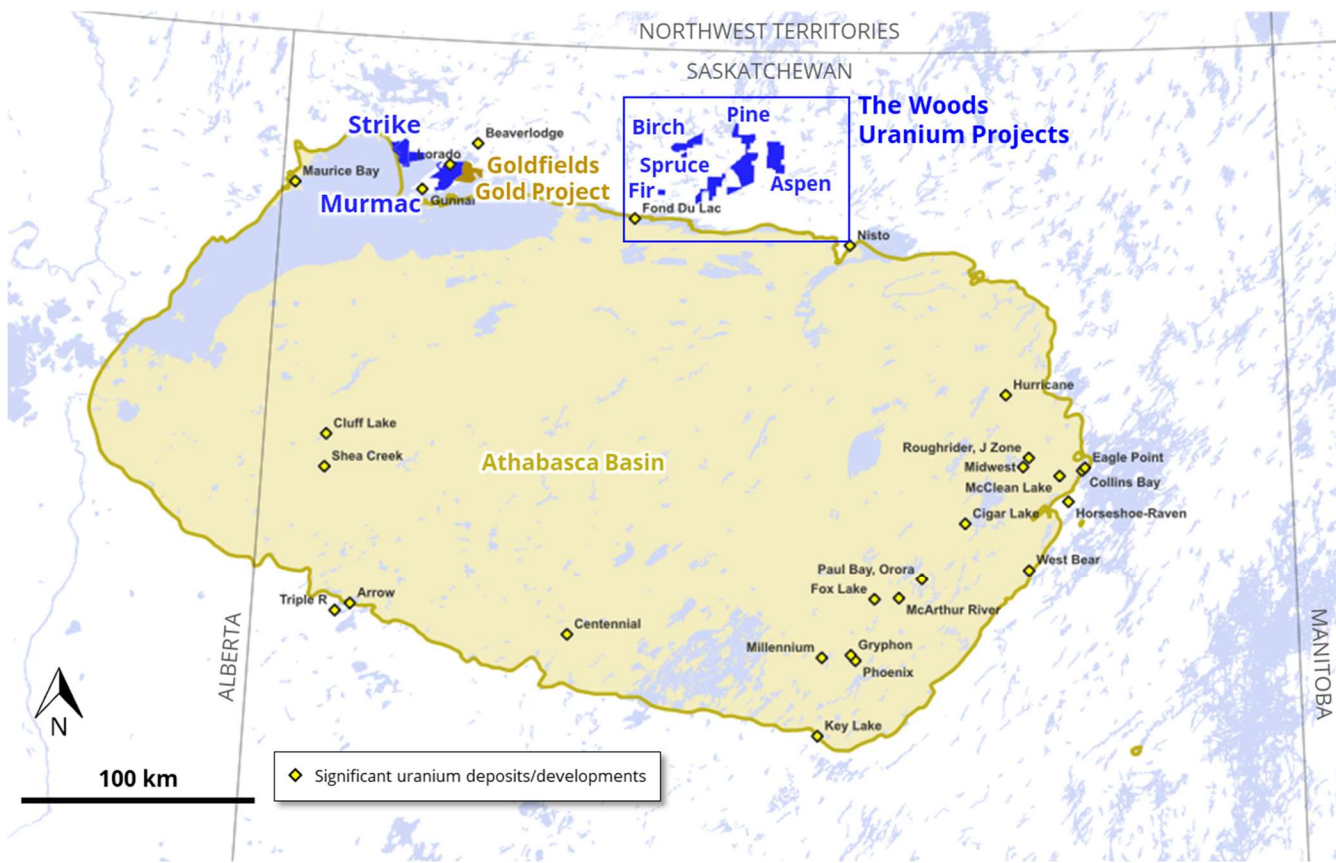 NORTHWEST TERRITORIES
SASKATCHEWAN
The Woods
Uranium Projects
Pine
Birch
Spruce
Fir
Aspen
Strike
Beaverlodge
Lorado
Goldfields
Gold Project
Maurice Bay
Murmac
Gunnar
Fond Du Lac
Nisto
Hurricane
Cluff Lake
Shea Creek
Athabasca Basin
Roughrider, J Zone
Midwest
McClean Lake
Eagle Point
Collins Bay
Cigar Lake
Horseshoe-Raven
West Bear
Paul Bay, Orora
Fox Lake
McArthur River
Triple R
Arrow
Centennial
Millennium
Gryphon
Phoenix
Key Lake
ALBERTA
MANITOBA
N
100 km
Significant uranium deposits/developments